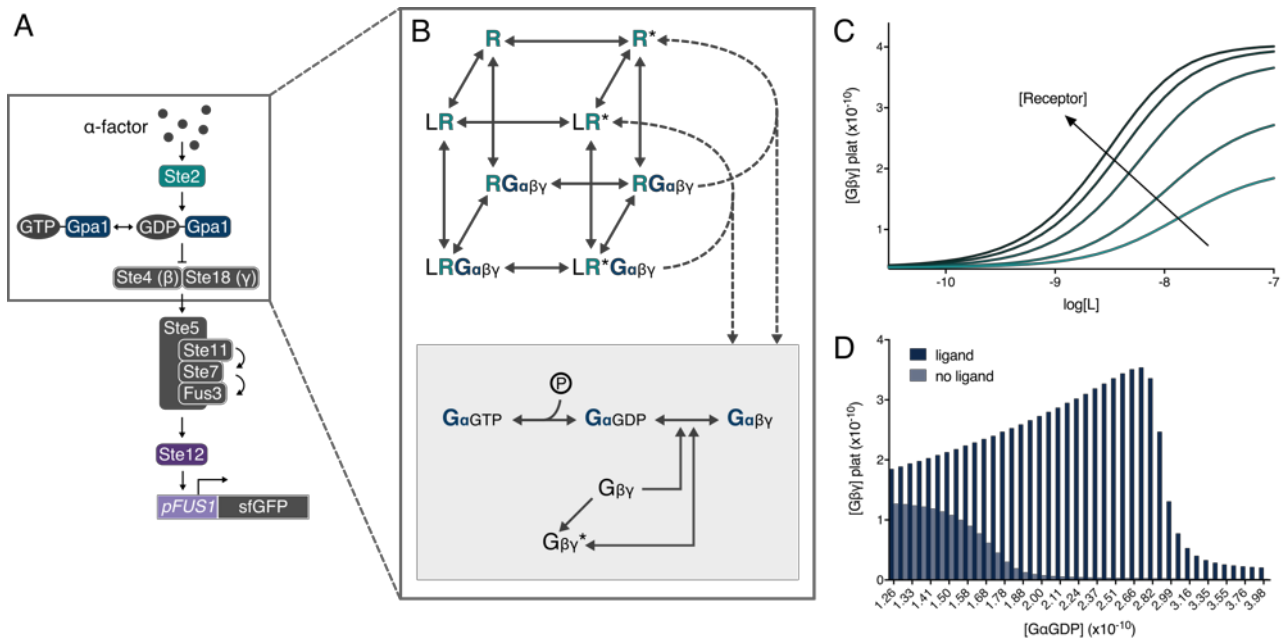 A
α-factor
Ste2
GTP Gpa1 GDP Gpa1
Ste4 (β) Ste18 (γ)
Ste5
Ste11
Ste7
Fus3
Ste12
pFUS1 sfGFP
B
R R*
LR LR*
RGαβγ RGαβγ
LRGαβγ LR*Gαβγ
P
GαGTP GαGDP Gαβγ
Gβγ
Gβγ*
C
[Gβγ] plat (x10-10)
4
3
2
1
[Receptor]
-10 -9 -8 -7
log[L]
D
[Gβγ] plat (x10-10)
4
3
2
1
0
ligand
no ligand
1.26 1.33 1.41 1.50 1.58 1.68 1.78 1.88 2.00 2.11 2.24 2.37 2.51 2.66 2.82 2.99 3.16 3.35 3.55 3.76 3.98
[GαGDP] (x10-10)